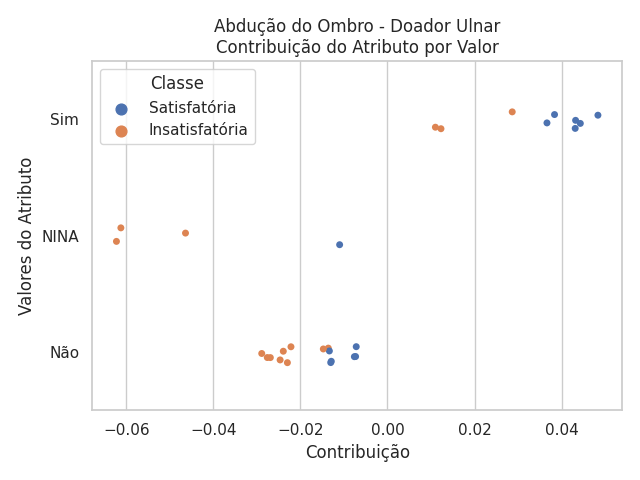 Abdução do Ombro - Doador Ulnar
Contribuição do Atributo por Valor
Classe
Satisfatória
Insatisfatória
Valores do Atributo
Sim
NINA
Não
−0.06 −0.04 −0.02 0.00 0.02 0.04
Contribuição